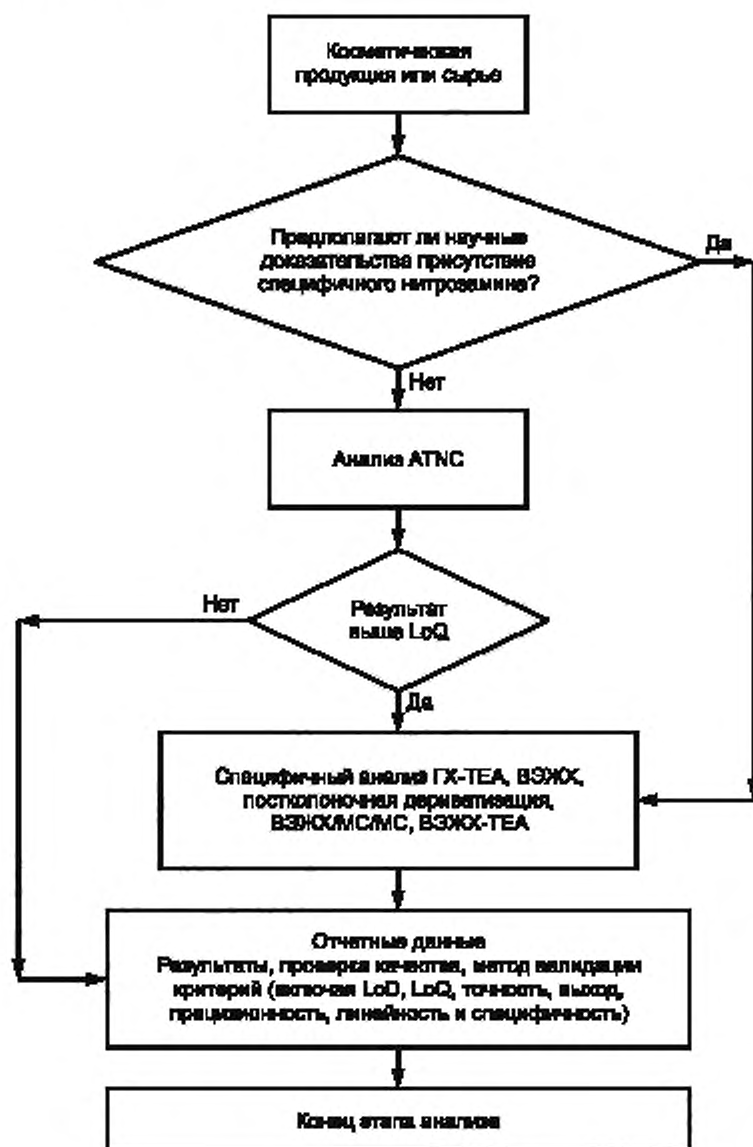 Косметическая
продукция или сырье
Предполагают ли научные
доказательства присутствие
специфичного нитрозамина?
Да
Нет
Анализ ATNC
Нет
Результат
выше LoQ
Да
Специфичный анализ ГХ-ТЕА, ВЭЖХ,
постколоночная дериватизация,
ВЭЖХ/МС/МС, ВЭЖХ-ТЕА
Отчетные данные
Результаты, проверка качества, метод валидации
критерий (включая LoD, LoQ, точность, выход,
прецизионность, линейность и специфичность)
Конец этапа анализа